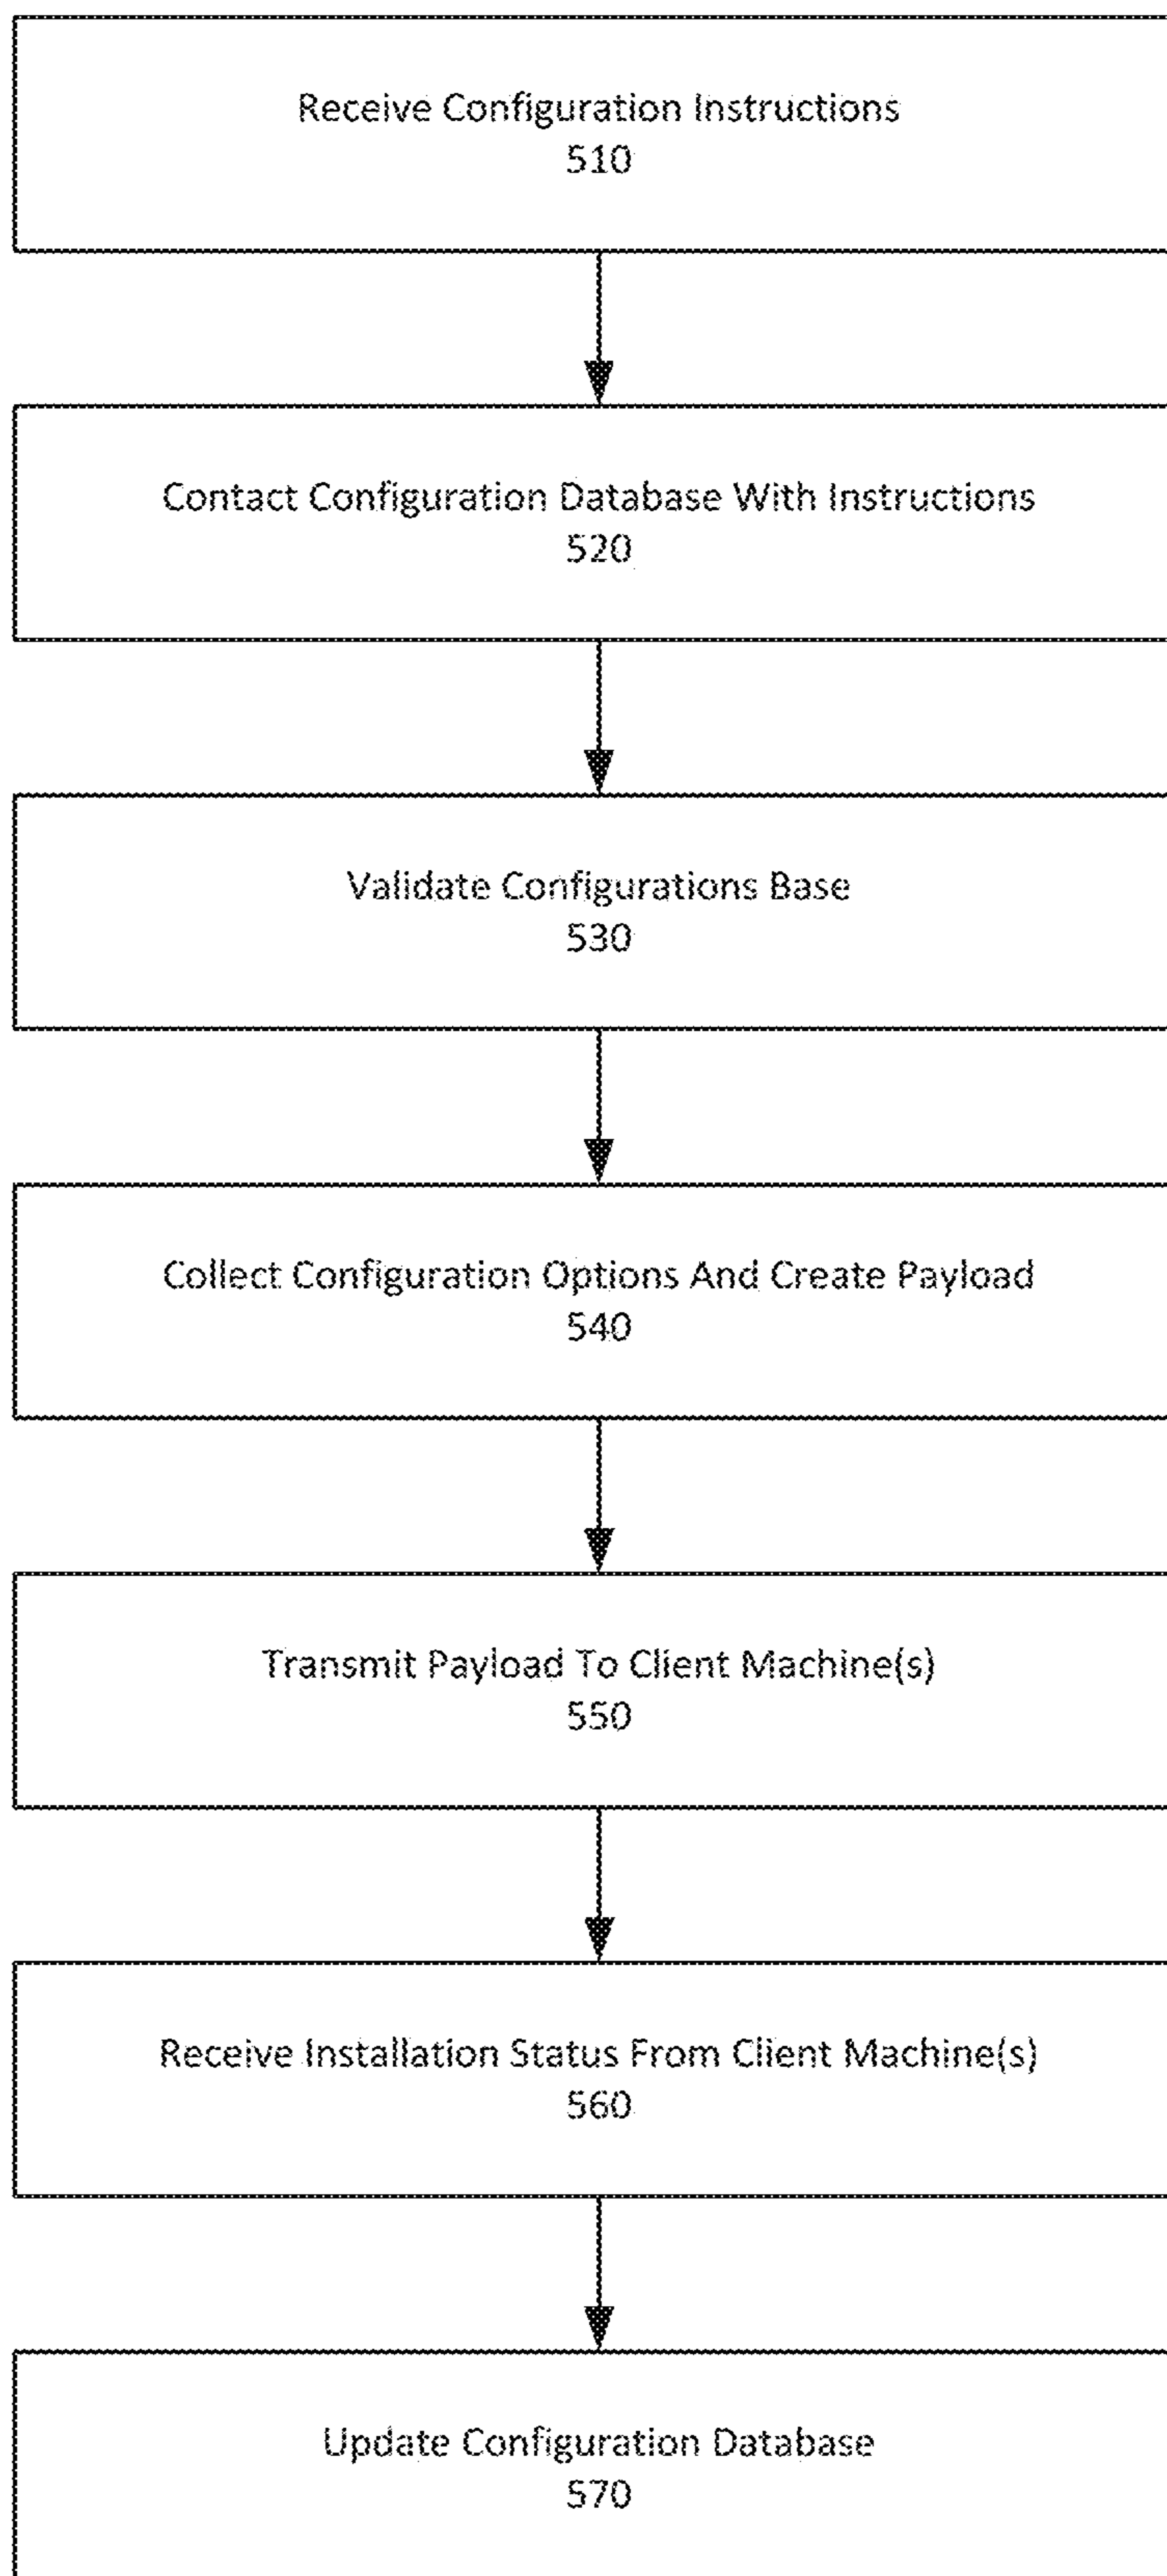 Receive Configuration Instructions
510
Contact Configuration Database With Instructions
520
Validate Configurations Base
530
Collect Configuration Options And Create Payload
540
Transmit Payload To Client Machine(s)
550
Receive Installation Status From Client Machine(s)
560
Update Configuration Database
570